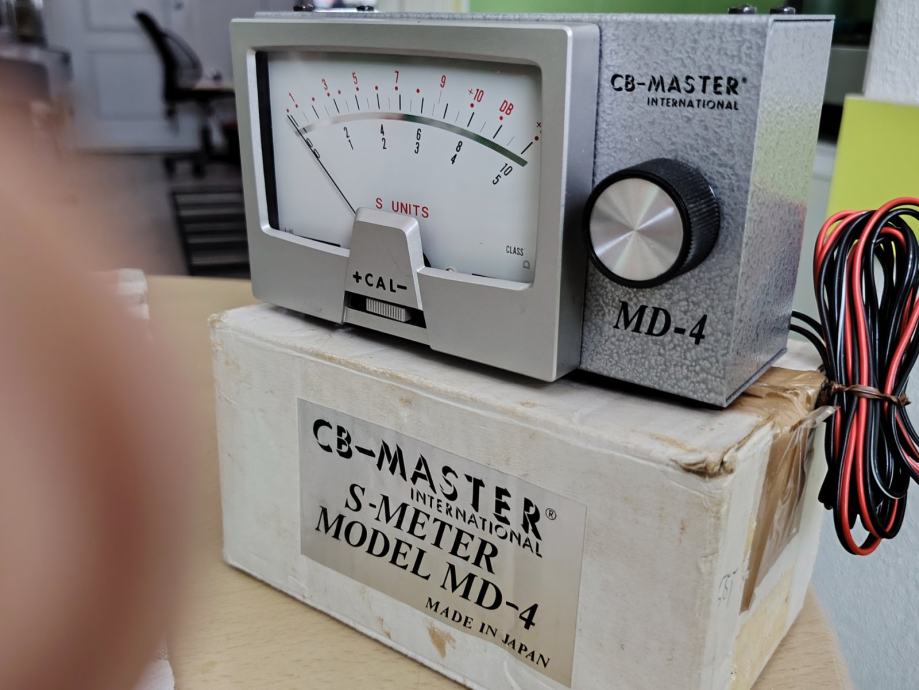 1 3 5 7 9 +10 DB
1 2 4 6 8 10
1 2 3 4 5
S UNITS
CLASS
+CAL-
CB-MASTER®
INTERNATIONAL
MD-4
CB-MASTER®
INTERNATIONAL
S-METER
MODEL MD-4
MADE IN JAPAN